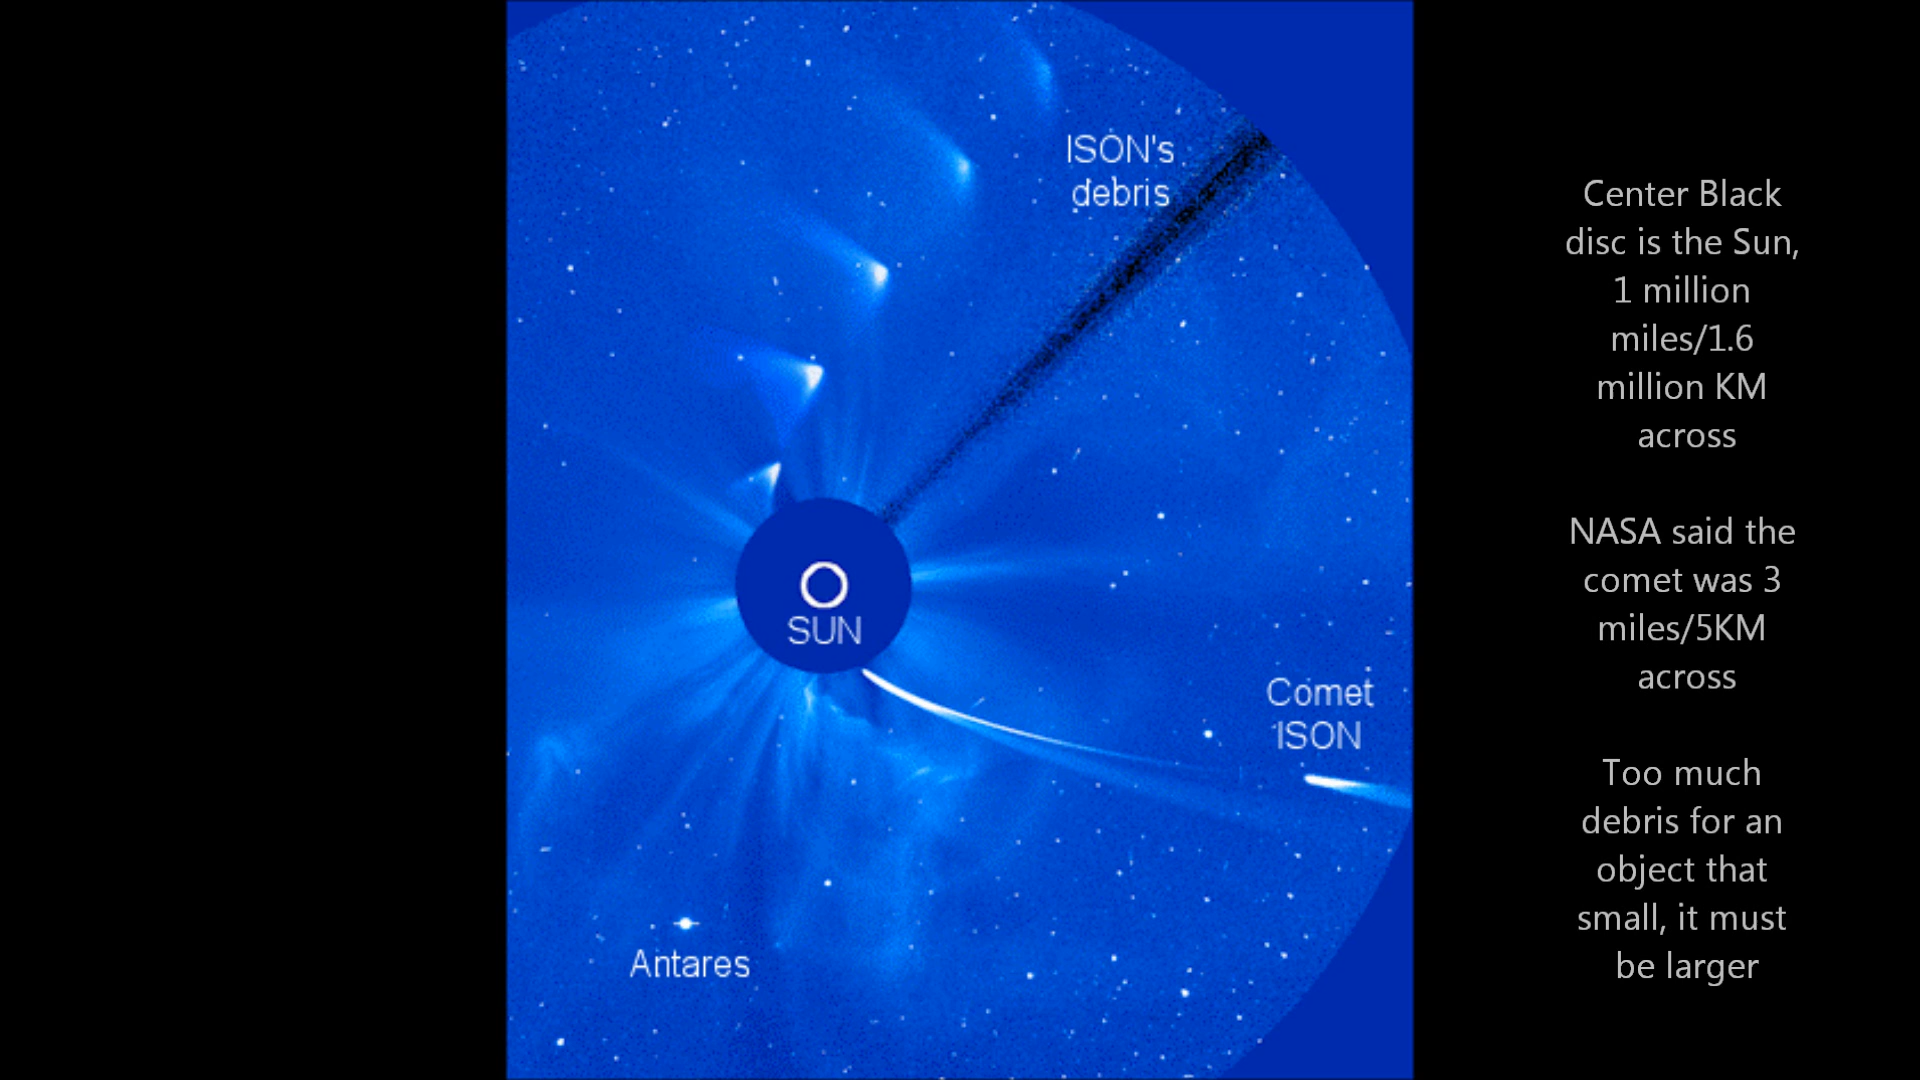 ISON's
debris
SUN
Comet
ISON
Antares
Center Black
disc is the Sun,
1 million
miles/1.6
million KM
across
NASA said the
comet was 3
miles/5KM
across
Too much
debris for an
object that
small, it must
be larger